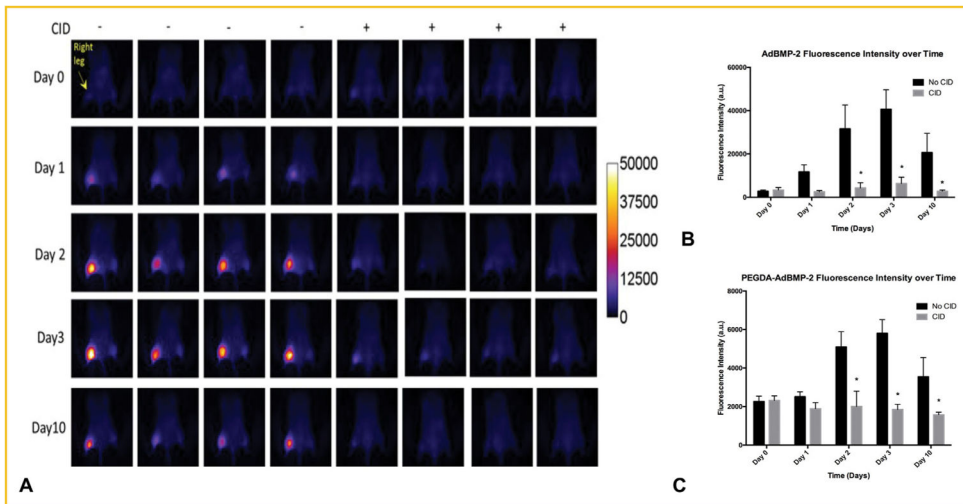 CID - - - - + + + +
Right
leg
Day 0
Day 1
Day 2
Day3
Day10
50000
37500
25000
12500
0
A
AdBMP-2 Fluorescence Intensity over Time
Fluorescence Intensity (a.u.)
60000
40000
20000
0
No CID
CID
*
*
*
Day 0
Day 1
Day 2
Day 3
Day 10
Time (Days)
B
PEGDA-AdBMP-2 Fluorescence Intensity over Time
Fluorescence Intensity (a.u.)
8000
6000
4000
2000
0
No CID
CID
*
*
*
Day 0
Day 1
Day 2
Day 3
Day 10
Time (Days)
C